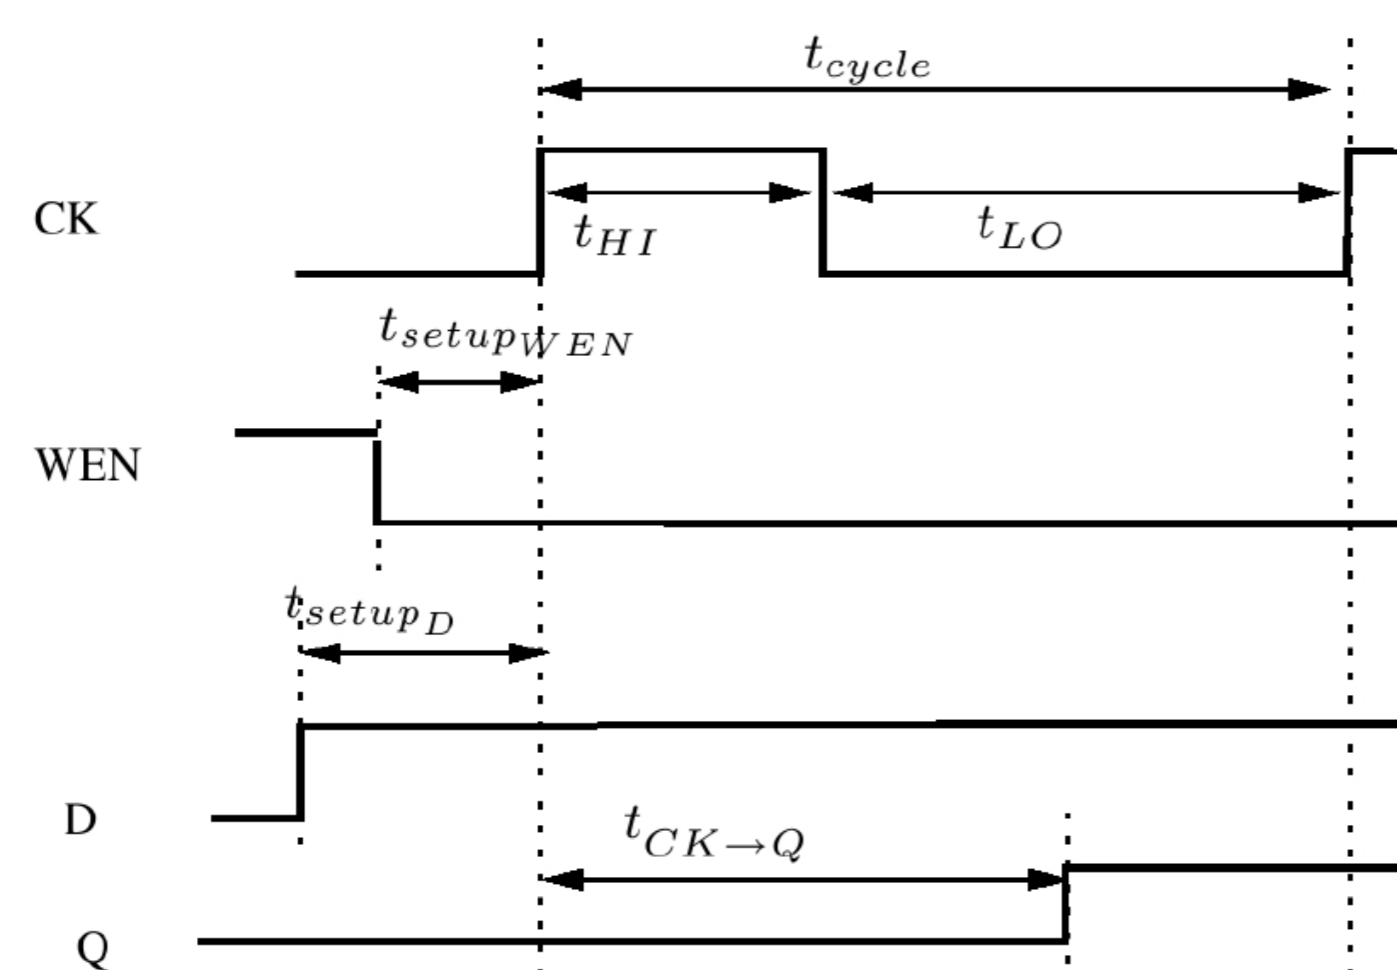 t_cycle
CK
t_HI
t_LO
t_setup_WEN
WEN
t_setup_D
D
t_CK→Q
Q